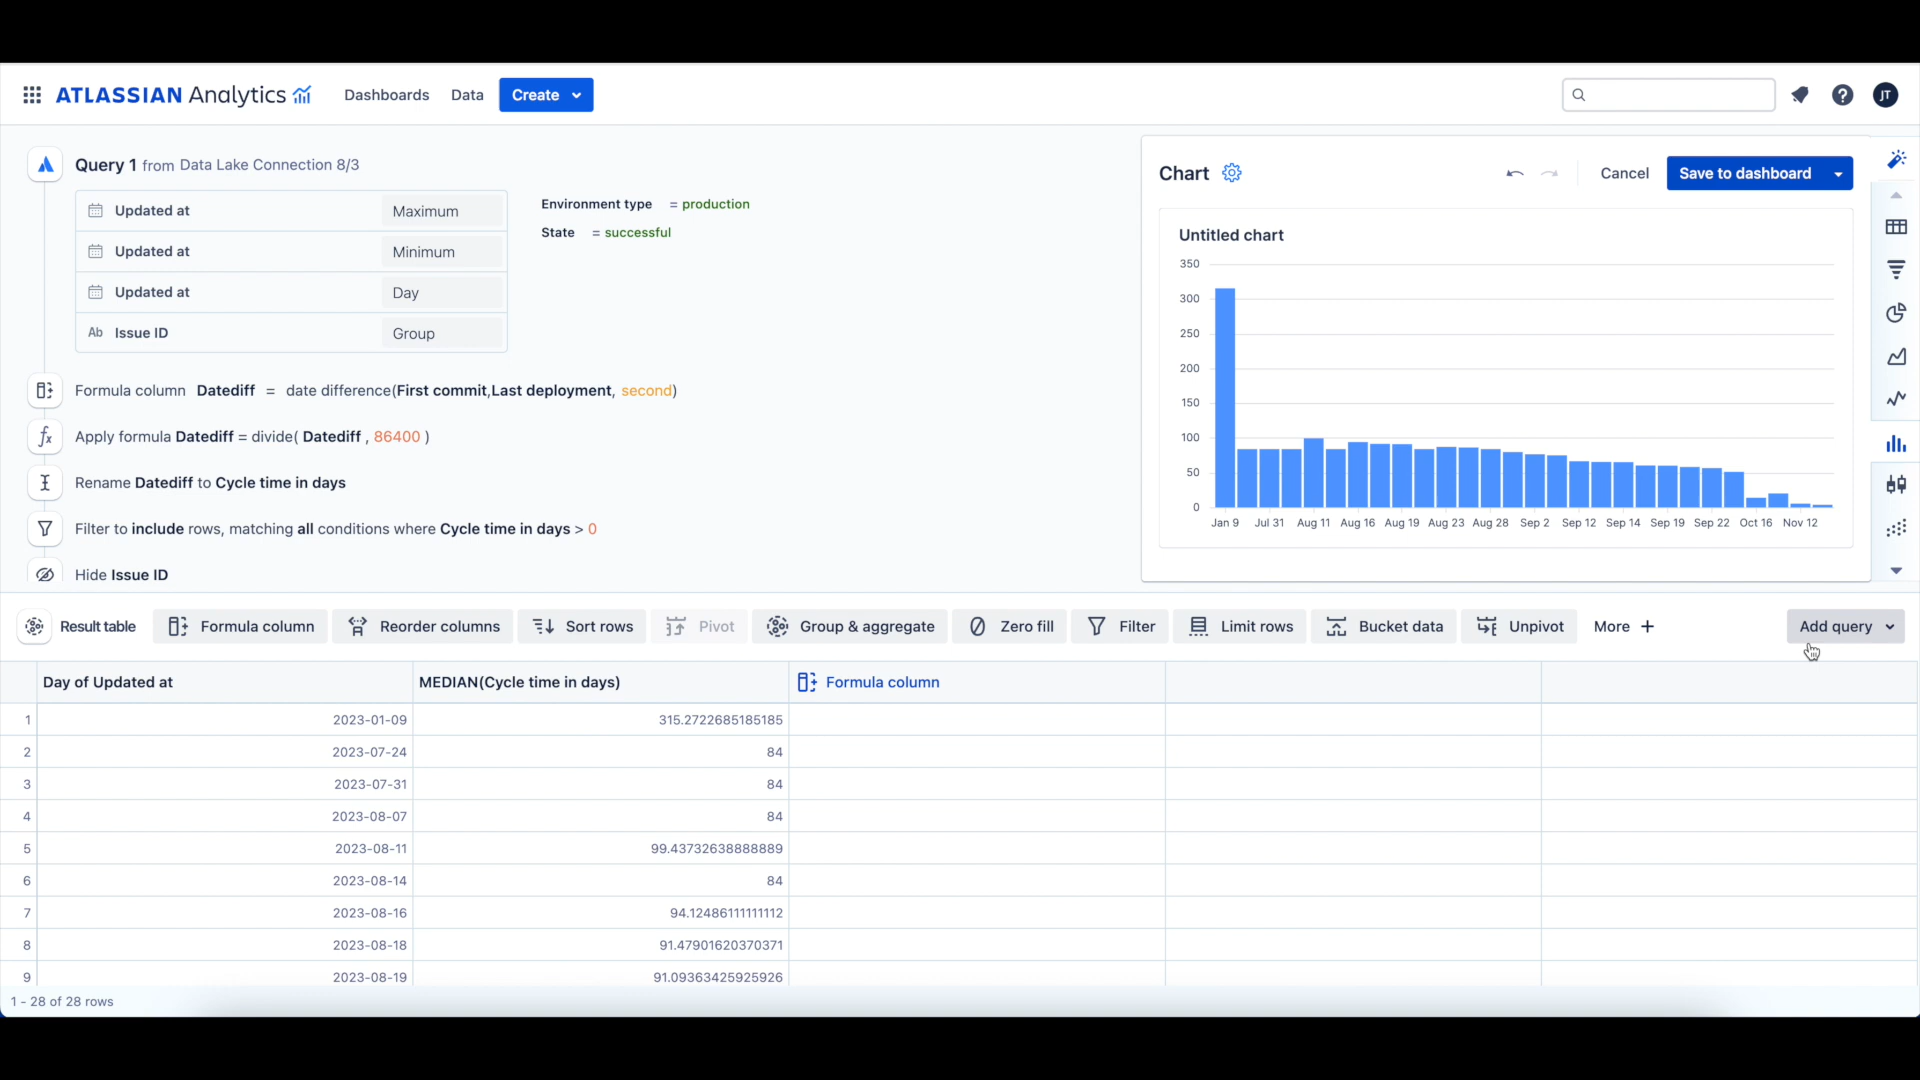 ATLASSIAN Analytics
Dashboards
Data
Create
JT
Query 1 from Data Lake Connection 8/3
Updated at Maximum
Updated at Minimum
Updated at Day
Ab Issue ID Group
Environment type = production
State = successful
Formula column Datediff = date difference(First commit,Last deployment, second)
Apply formula Datediff = divide( Datediff , 86400 )
Rename Datediff to Cycle time in days
Filter to include rows, matching all conditions where Cycle time in days > 0
Hide Issue ID
Chart
Cancel
Save to dashboard
Untitled chart
350
300
250
200
150
100
50
0
Jan 9 Jul 31 Aug 11 Aug 16 Aug 19 Aug 23 Aug 28 Sep 2 Sep 12 Sep 14 Sep 19 Sep 22 Oct 16 Nov 12
Result table
Formula column
Reorder columns
Sort rows
Pivot
Group & aggregate
Zero fill
Filter
Limit rows
Bucket data
Unpivot
More +
Add query
Day of Updated at MEDIAN(Cycle time in days) Formula column
1 2023-01-09 315.2722685185185
2 2023-07-24 84
3 2023-07-31 84
4 2023-08-07 84
5 2023-08-11 99.43732638888889
6 2023-08-14 84
7 2023-08-16 94.12486111111112
8 2023-08-18 91.47901620370371
9 2023-08-19 91.09363425925926
1 - 28 of 28 rows